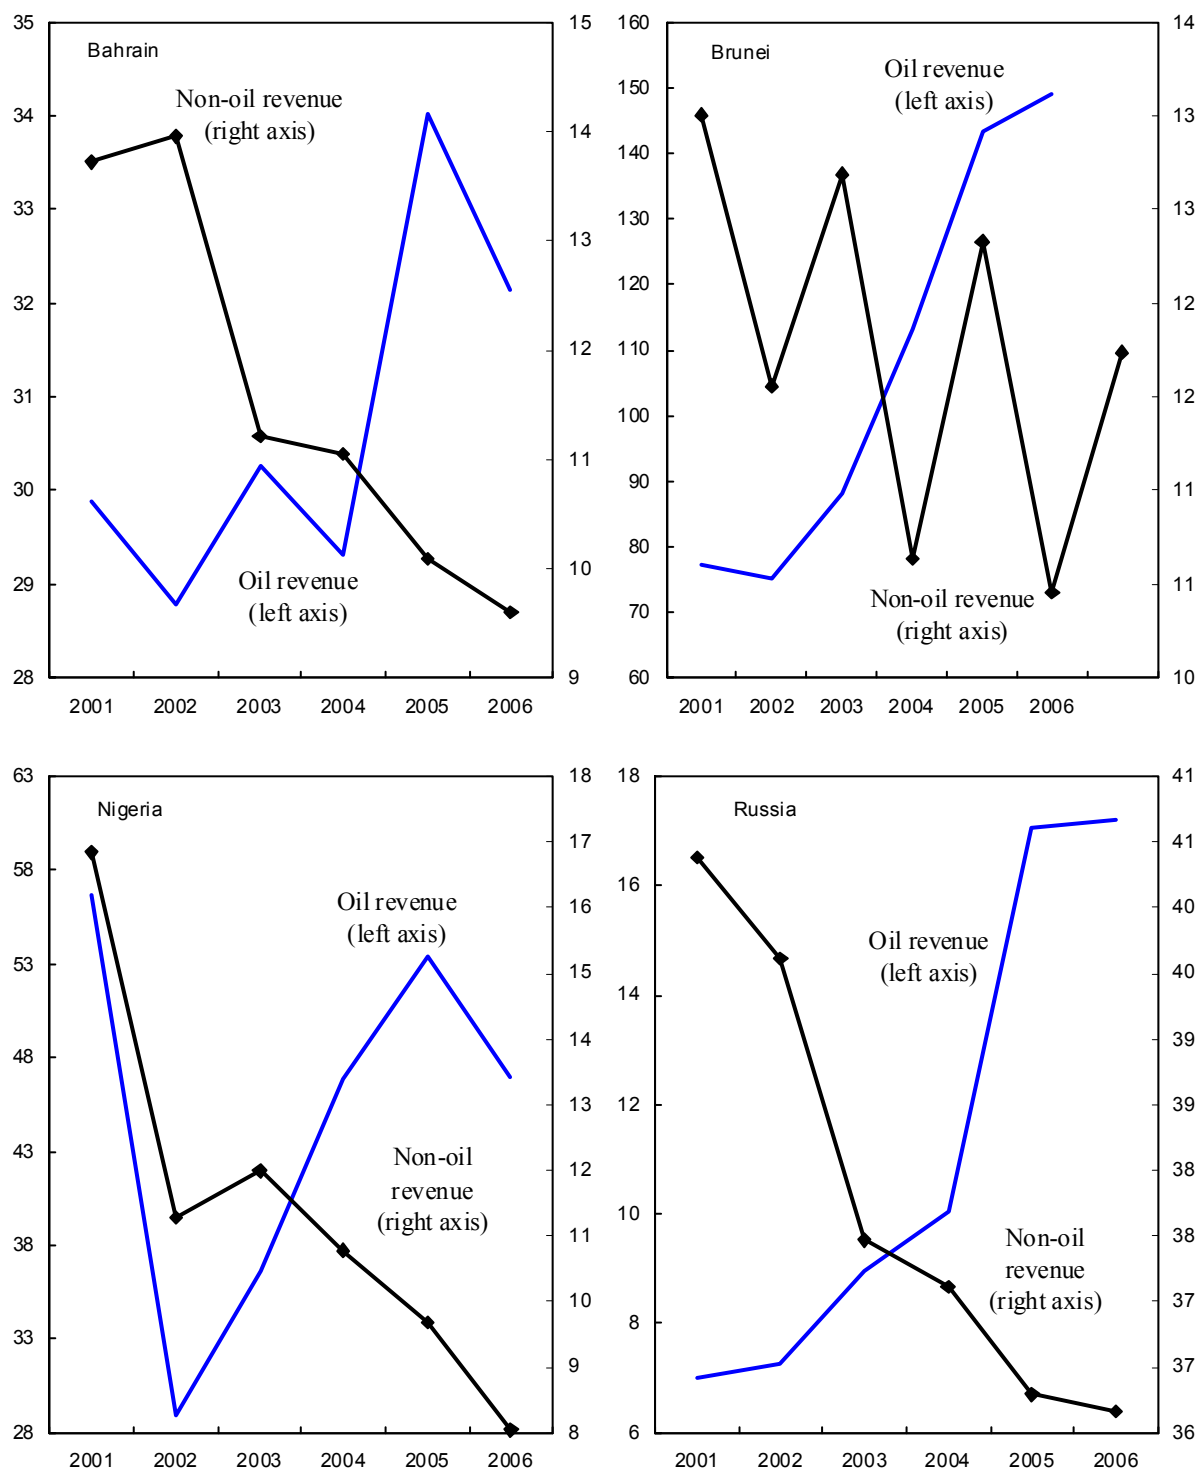 35
34
33
32
31
30
29
28
Bahrain
Non-oil revenue
(right axis)
Oil revenue
(left axis)
15
14
13
12
11
10
9
2001 2002 2003 2004 2005 2006
160
150
140
130
120
110
100
90
80
70
60
Brunei
Oil revenue
(left axis)
Non-oil revenue
(right axis)
14
13
13
12
12
11
11
10
2001 2002 2003 2004 2005 2006
63
58
53
48
43
38
33
28
Nigeria
Oil revenue
(left axis)
Non-oil
revenue
(right axis)
18
17
16
15
14
13
12
11
10
9
8
2001 2002 2003 2004 2005 2006
18
16
14
12
10
8
6
Russia
Oil revenue
(left axis)
Non-oil
revenue
(right axis)
41
41
40
40
39
39
38
38
37
37
36
2001 2002 2003 2004 2005 2006